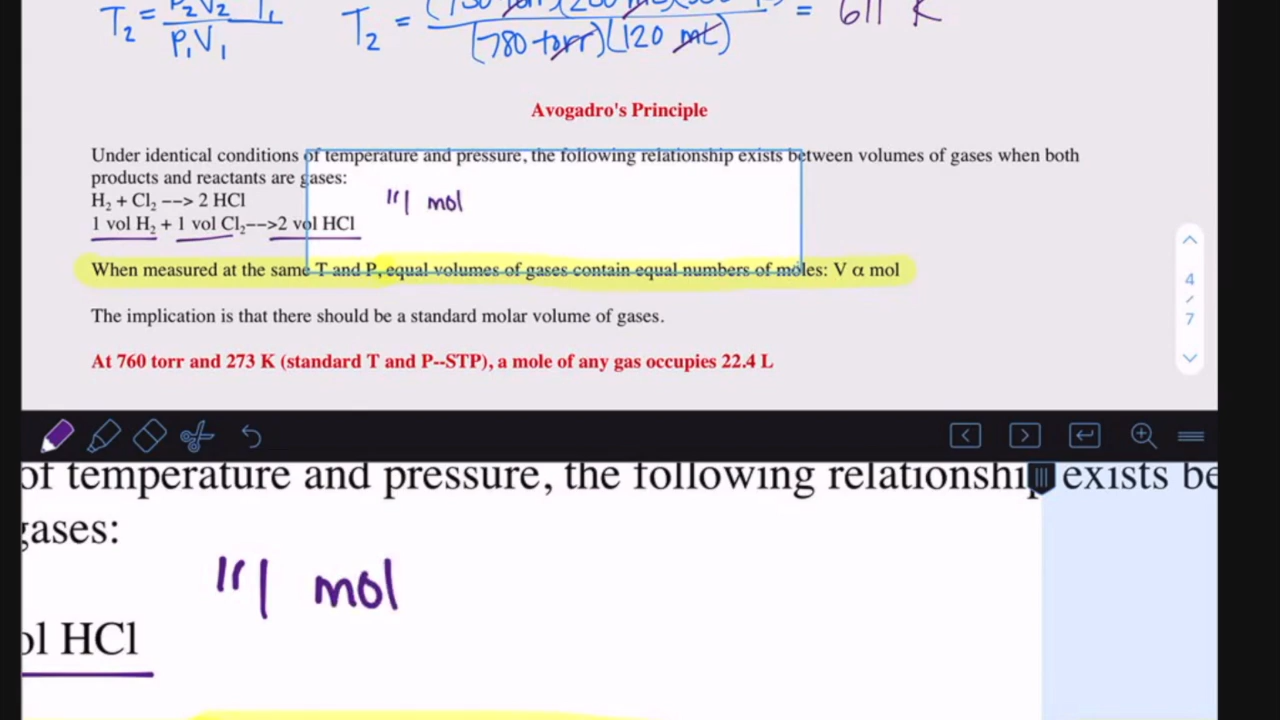 T₂ = P₂V₂ T₁
P₁V₁
T₂ =
(780 torr)(120 mL)
= 611 K
Avogadro's Principle
Under identical conditions of temperature and pressure, the following relationship exists between volumes of gases when both
products and reactants are gases:
H₂ + Cl₂ --> 2 HCl
"1 mol
1 vol H₂ + 1 vol Cl₂-->2 vol HCl
When measured at the same T and P, equal volumes of gases contain equal numbers of moles: V α mol
The implication is that there should be a standard molar volume of gases.
At 760 torr and 273 K (standard T and P--STP), a mole of any gas occupies 22.4 L
4
/
7
of temperature and pressure, the following relationship exists be
gases:
"1 mol
ol HCl